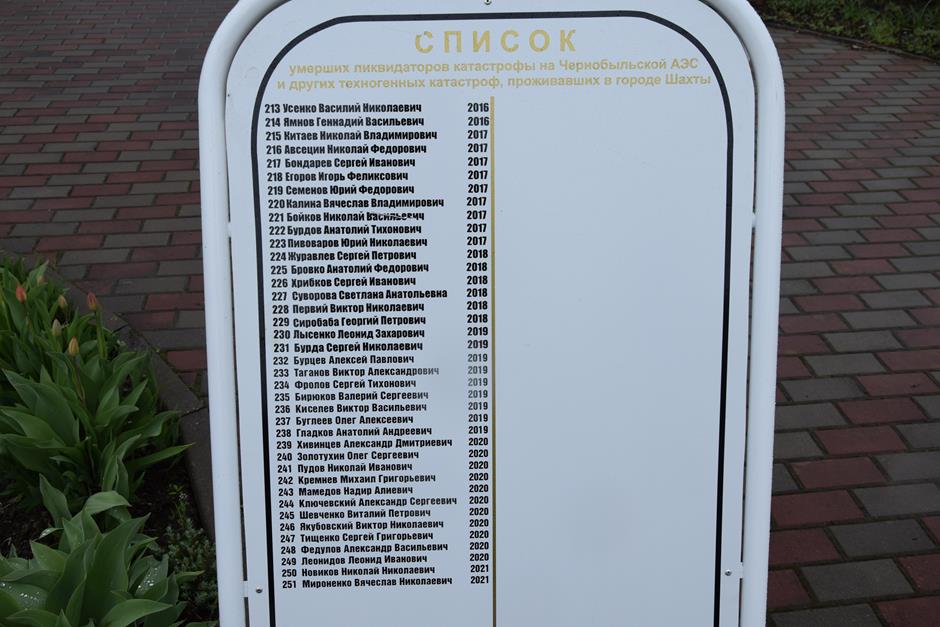 СПИСОК
умерших ликвидаторов катастрофы на Чернобыльской АЭС
и других техногенных катастроф, проживавших в городе Шахты
213 Усенко Василий Николаевич 2016
214 Ямнов Геннадий Васильевич 2016
215 Китаев Николай Владимирович 2017
216 Авсецин Николай Федорович 2017
217 Бондарев Сергей Иванович 2017
218 Егоров Игорь Феликсович 2017
219 Семенов Юрий Федорович 2017
220 Калина Вячеслав Владимирович 2017
221 Бойков Николай Васильевич 2017
222 Бурдов Анатолий Тихонович 2017
223 Пивоваров Юрий Николаевич 2017
224 Журавлев Сергей Петрович 2018
225 Бровко Анатолий Федорович 2018
226 Хрибков Сергей Иванович 2018
227 Суворова Светлана Анатольевна 2018
228 Первий Виктор Николаевич 2018
229 Сиробаба Георгий Петрович 2018
230 Лысенко Леонид Захарович 2019
231 Бурда Сергей Николаевич 2019
232 Бурцев Алексей Павлович 2019
233 Таганов Виктор Александрович 2019
234 Фролов Сергей Тихонович 2019
235 Бирюков Валерий Сергеевич 2019
236 Киселев Виктор Васильевич 2019
237 Буглеев Олег Алексеевич 2019
238 Гладков Анатолий Андреевич 2019
239 Хивинцев Александр Дмитриевич 2020
240 Золотухин Олег Сергеевич 2020
241 Пудов Николай Иванович 2020
242 Кремнев Михаил Григорьевич 2020
243 Мамедов Надир Алиевич 2020
244 Ключевский Александр Сергеевич 2020
245 Шевченко Виталий Петрович 2020
246 Якубовский Виктор Николаевич 2020
247 Тищенко Сергей Григорьевич 2020
248 Федулов Александр Васильевич 2020
249 Леонидов Леонид Иванович 2020
250 Новиков Николай Николаевич 2021
251 Мироненко Вячеслав Николаевич 2021